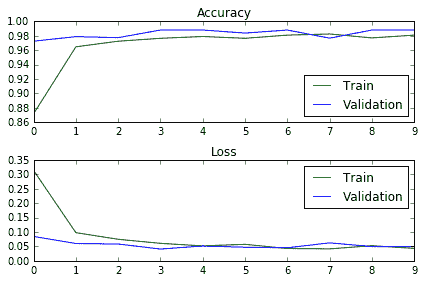 Accuracy
1.00
0.98
0.96
0.94
0.92
0.90
0.88
0.86
0 1 2 3 4 5 6 7 8 9
Train
Validation
Loss
0.35
0.30
0.25
0.20
0.15
0.10
0.05
0.00
0 1 2 3 4 5 6 7 8 9
Train
Validation